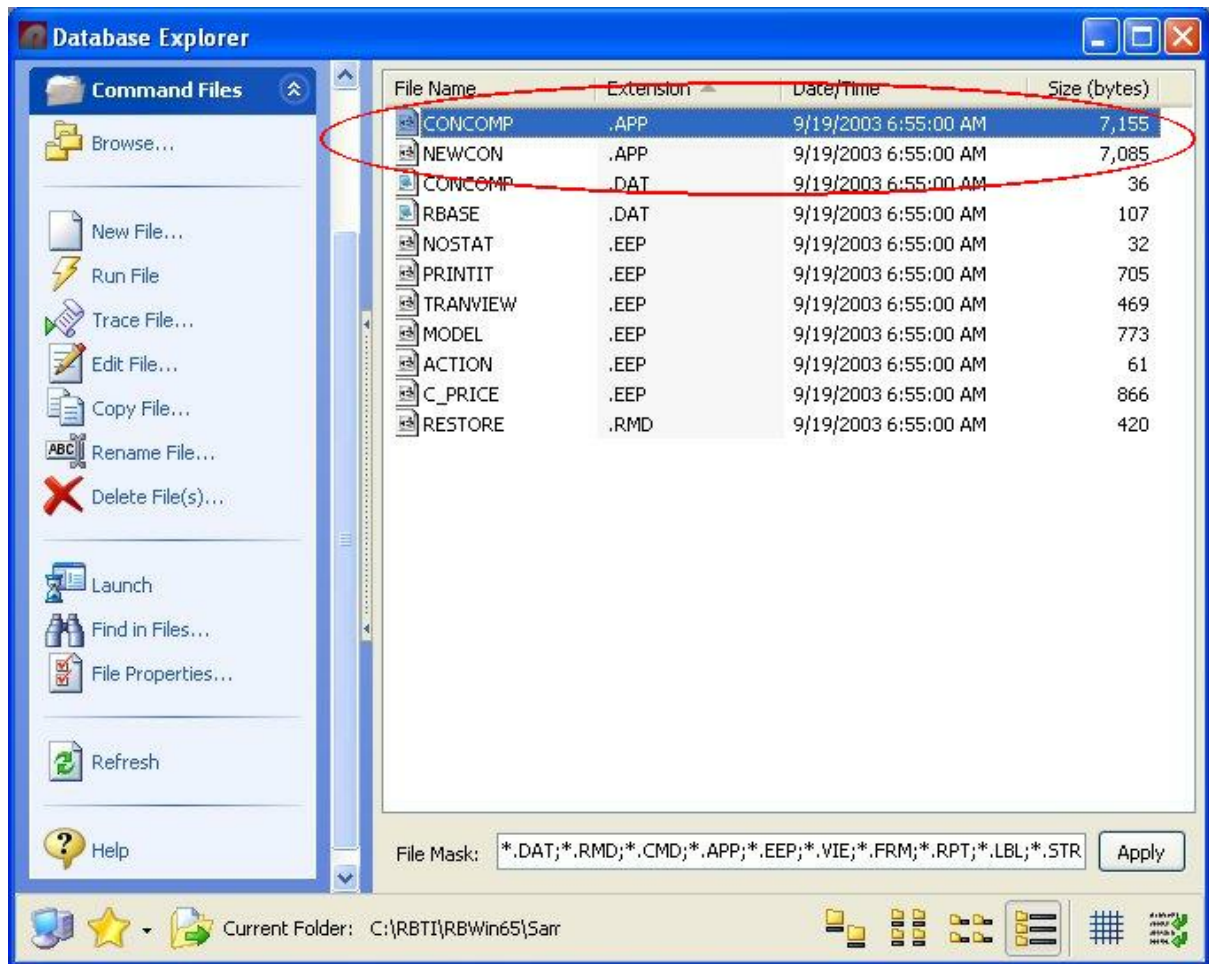 Database Explorer
Command Files
Browse...
New File...
Run File
Trace File...
Edit File...
Copy File...
ABC Rename File...
Delete File(s)...
Launch
Find in Files...
File Properties...
Refresh
Help
File Name Extension Date/Time Size (bytes)
CONCOMP .APP 9/19/2003 6:55:00 AM 7,155
NEWCON .APP 9/19/2003 6:55:00 AM 7,085
CONCOMP .DAT 9/19/2003 6:55:00 AM 36
RBASE .DAT 9/19/2003 6:55:00 AM 107
NOSTAT .EEP 9/19/2003 6:55:00 AM 32
PRINTIT .EEP 9/19/2003 6:55:00 AM 705
TRANVIEW .EEP 9/19/2003 6:55:00 AM 469
MODEL .EEP 9/19/2003 6:55:00 AM 773
ACTION .EEP 9/19/2003 6:55:00 AM 61
C_PRICE .EEP 9/19/2003 6:55:00 AM 866
RESTORE .RMD 9/19/2003 6:55:00 AM 420
File Mask: *.DAT;*.RMD;*.CMD;*.APP;*.EEP;*.VIE;*.FRM;*.RPT;*.LBL;*.STR Apply
Current Folder: C:\RBTI\RBWin65\Sam